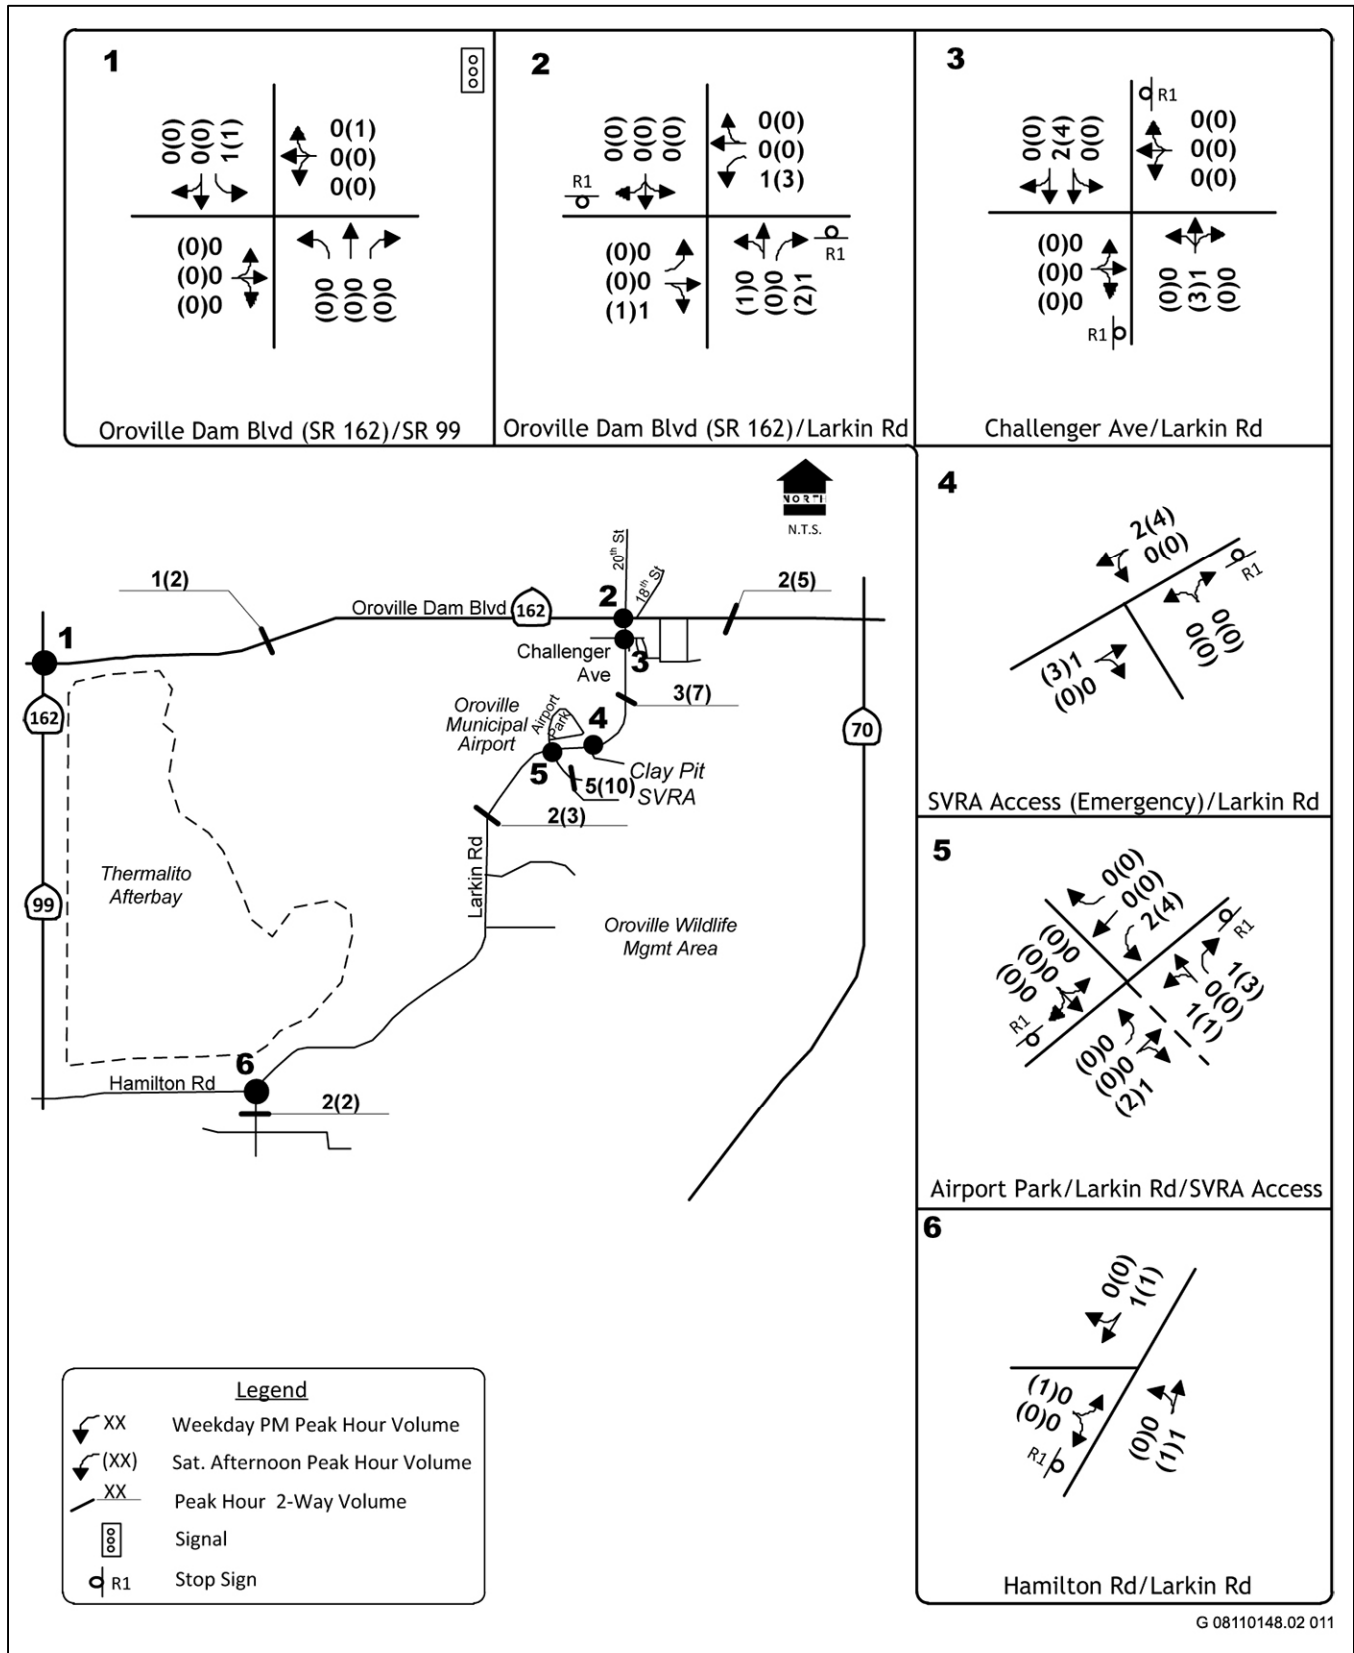 1
0(0)
0(0)
1(1)
0(1)
0(0)
0(0)
(0)0
(0)0
(0)0
(0)0
(0)0
(0)0
Oroville Dam Blvd (SR 162)/SR 99
2
0(0)
0(0)
0(0)
R1
0(0)
0(0)
1(3)
(0)0
(0)0
(1)1
(1)0
(0)0
(2)1
R1
Oroville Dam Blvd (SR 162)/Larkin Rd
3
R1
0(0)
2(4)
0(0)
0(0)
0(0)
0(0)
(0)0
(0)0
(0)0
R1
(0)0
(3)1
(0)0
Challenger Ave/Larkin Rd
NORTH
N.T.S.
1(2)
Oroville Dam Blvd
162
20th St
18th St
2(5)
1
2
3
Challenger
Ave
162
3(7)
70
Oroville
Municipal
Airport
Airport
Park
4
5
Clay Pit
SVRA
5(10)
2(3)
Larkin Rd
Thermalito
Afterbay
99
Oroville Wildlife
Mgmt Area
6
Hamilton Rd
2(2)
4
2(4)
0(0)
R1
0(0)
0(0)
(3)1
(0)0
SVRA Access (Emergency)/Larkin Rd
5
0(0)
0(0)
2(4)
R1
(0)0
(0)0
(0)0
R1
1(3)
0(0)
1(1)
(0)0
(0)0
(2)1
Airport Park/Larkin Rd/SVRA Access
6
0(0)
1(1)
(1)0
(0)0
R1
(0)0
(1)1
Hamilton Rd/Larkin Rd
Legend
XX Weekday PM Peak Hour Volume
(XX) Sat. Afternoon Peak Hour Volume
XX Peak Hour 2-Way Volume
Signal
R1 Stop Sign
G 08110148.02 011